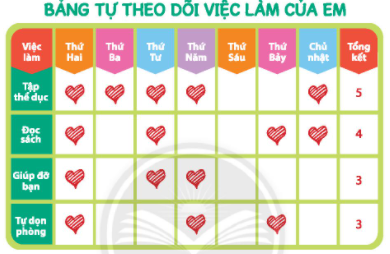 BẢNG TỰ THEO DÕI VIỆC LÀM CỦA EM
Việc làm Thứ Hai Thứ Ba Thứ Tư Thứ Năm Thứ Sáu Thứ Bảy Chủ nhật Tổng kết
Tập thể dục 5
Đọc sách 4
Giúp đỡ bạn 3
Tự dọn phòng 3